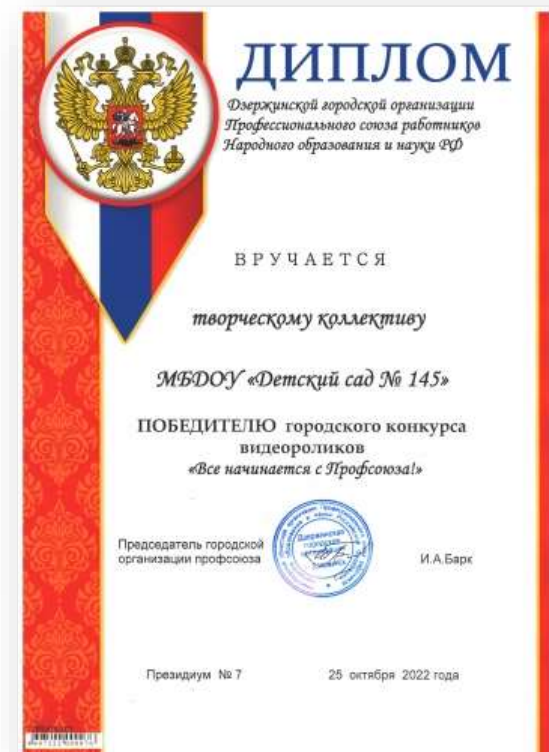 ДИПЛОМ
Дзержинской городской организации
Профессионального союза работников
Народного образования и науки РФ
ВРУЧАЕТСЯ
творческому коллективу
МБДОУ «Детский сад № 145»
ПОБЕДИТЕЛЮ городского конкурса
видеороликов
«Все начинается с Профсоюза!»
Председатель городской
организации профсоюза
И.А.Барк
Президиум № 7
25 октября 2022 года